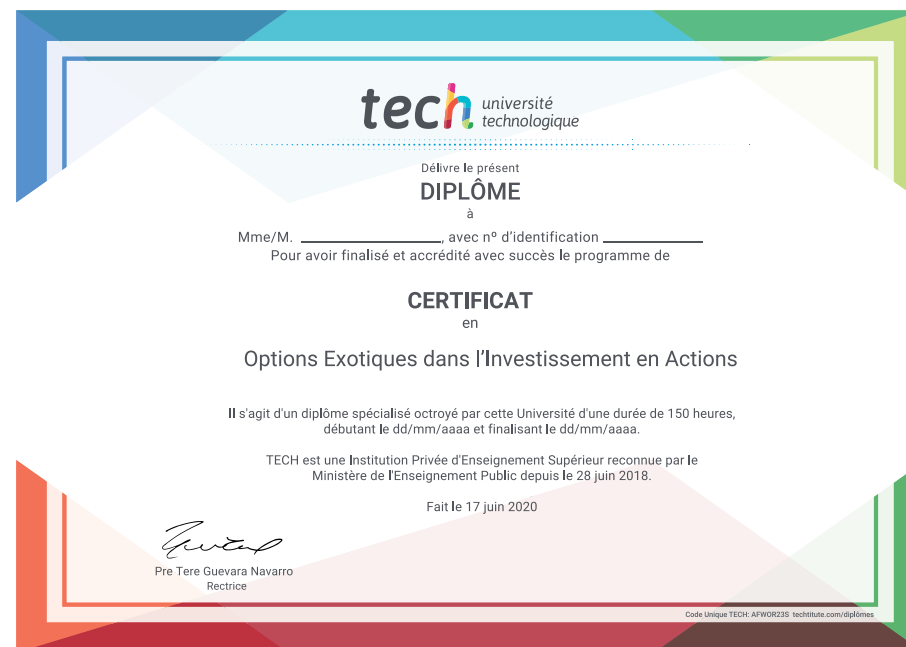 tech université
technologique
Délivre le présent
DIPLÔME
à
Mme/M. ____________, avec nº d'identification ____________
Pour avoir finalisé et accrédité avec succès le programme de
CERTIFICAT
en
Options Exotiques dans l'Investissement en Actions
Il s'agit d'un diplôme spécialisé octroyé par cette Université d'une durée de 150 heures,
débutant le dd/mm/aaaa et finalisant le dd/mm/aaaa.
TECH est une Institution Privée d'Enseignement Supérieur reconnue par le
Ministère de l'Enseignement Public depuis le 28 juin 2018.
Fait le 17 juin 2020
Pre Tere Guevara Navarro
Rectrice
Code Unique TECH: AFWOR23S techtitute.com/diplômes